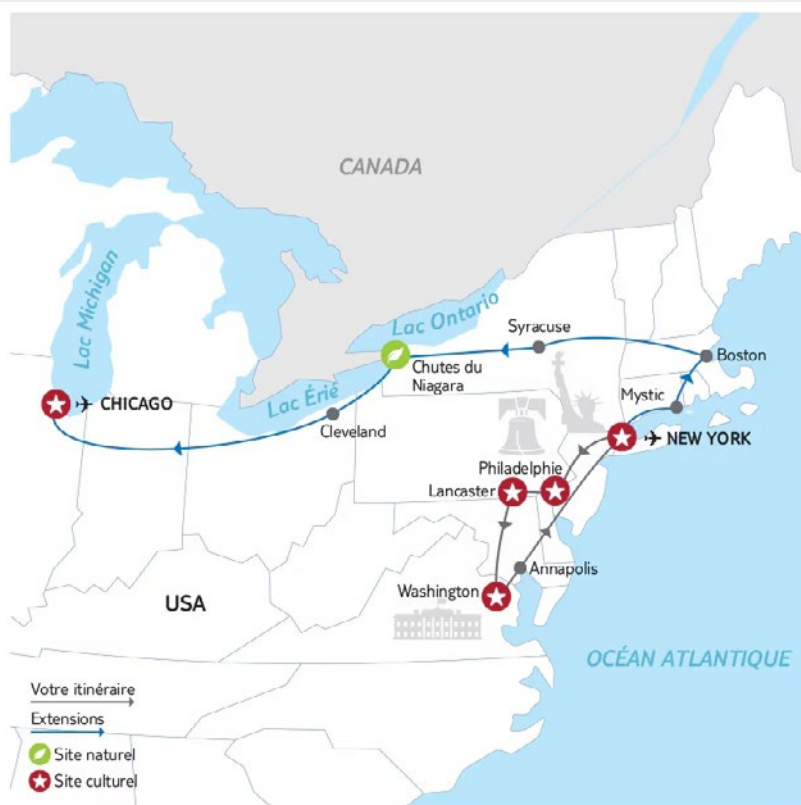 CANADA
Lac Michigan
Lac Ontario
Syracuse
Boston
Chutes du
Niagara
Lac Érié
CHICAGO
Mystic
Cleveland
NEW YORK
Philadelphie
Lancaster
Annapolis
Washington
USA
OCÉAN ATLANTIQUE
Votre itinéraire
Extensions
Site naturel
Site culturel